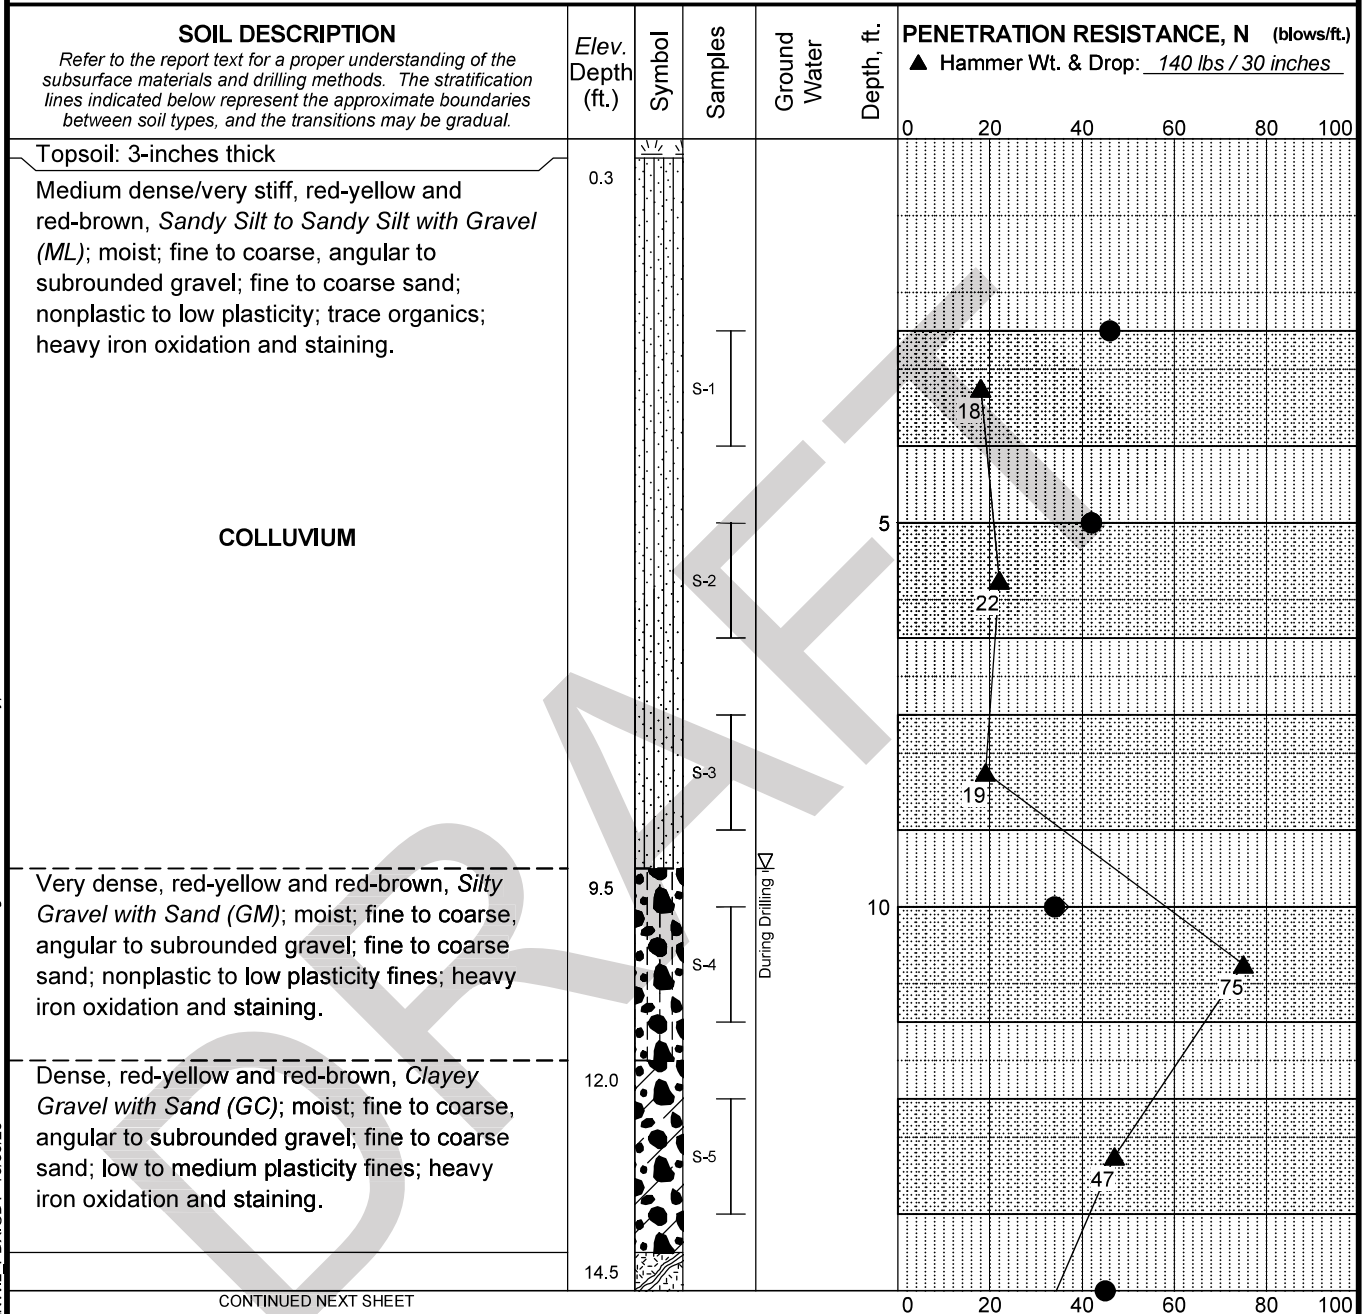 SOIL DESCRIPTION
Refer to the report text for a proper understanding of the
subsurface materials and drilling methods. The stratification
lines indicated below represent the approximate boundaries
between soil types, and the transitions may be gradual.
Elev.
Depth
(ft.)
Symbol
Samples
Ground
Water
Depth, ft.
PENETRATION RESISTANCE, N (blows/ft.)
▲ Hammer Wt. & Drop: 140 lbs / 30 inches
0 20 40 60 80 100
Topsoil: 3-inches thick
0.3
Medium dense/very stiff, red-yellow and
red-brown, Sandy Silt to Sandy Silt with Gravel
(ML); moist; fine to coarse, angular to
subrounded gravel; fine to coarse sand;
nonplastic to low plasticity; trace organics;
heavy iron oxidation and staining.
S-1
18
COLLUVIUM
5
S-2
22
S-3
19
During Drilling
Very dense, red-yellow and red-brown, Silty
Gravel with Sand (GM); moist; fine to coarse,
angular to subrounded gravel; fine to coarse
sand; nonplastic to low plasticity fines; heavy
iron oxidation and staining.
9.5
10
S-4
75
Dense, red-yellow and red-brown, Clayey
Gravel with Sand (GC); moist; fine to coarse,
angular to subrounded gravel; fine to coarse
sand; low to medium plasticity fines; heavy
iron oxidation and staining.
12.0
S-5
47
14.5
CONTINUED NEXT SHEET
0 20 40 60 80 100
DRAFT